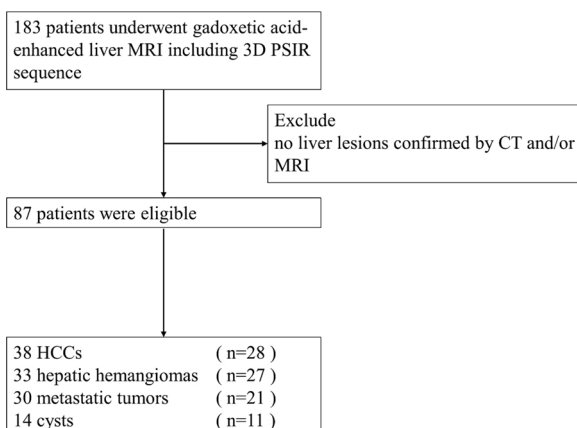 183 patients underwent gadoxetic acid-
enhanced liver MRI including 3D PSIR
sequence
Exclude
no liver lesions confirmed by CT and/or
MRI
87 patients were eligible
38 HCCs ( n=28 )
33 hepatic hemangiomas ( n=27 )
30 metastatic tumors ( n=21 )
14 cysts ( n=11 )